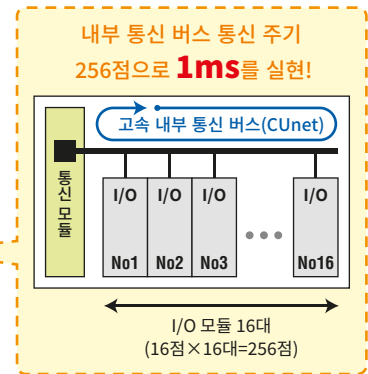 내부 통신 버스 통신 주기
256점으로 1ms를 실현!
고속 내부 통신 버스(CUnet)
통신 모듈
I/O I/O I/O I/O
No1 No2 No3 No16
I/O 모듈 16대
(16점×16대=256점)